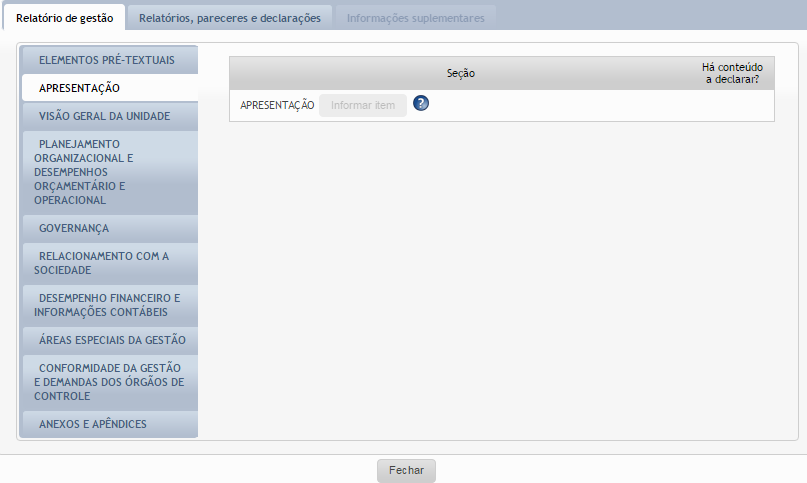 Relatório de gestão
Relatórios, pareceres e declarações
Informações suplementares
ELEMENTOS PRÉ-TEXTUAIS
APRESENTAÇÃO
VISÃO GERAL DA UNIDADE
PLANEJAMENTO
ORGANIZACIONAL E
DESEMPENHOS
ORÇAMENTÁRIO E
OPERACIONAL
GOVERNANÇA
RELACIONAMENTO COM A
SOCIEDADE
DESEMPENHO FINANCEIRO E
INFORMAÇÕES CONTÁBEIS
ÁREAS ESPECIAIS DA GESTÃO
CONFORMIDADE DA GESTÃO
E DEMANDAS DOS ÓRGÃOS DE
CONTROLE
ANEXOS E APÊNDICES
Seção
Há conteúdo
a declarar?
APRESENTAÇÃO Informar item ?
Fechar